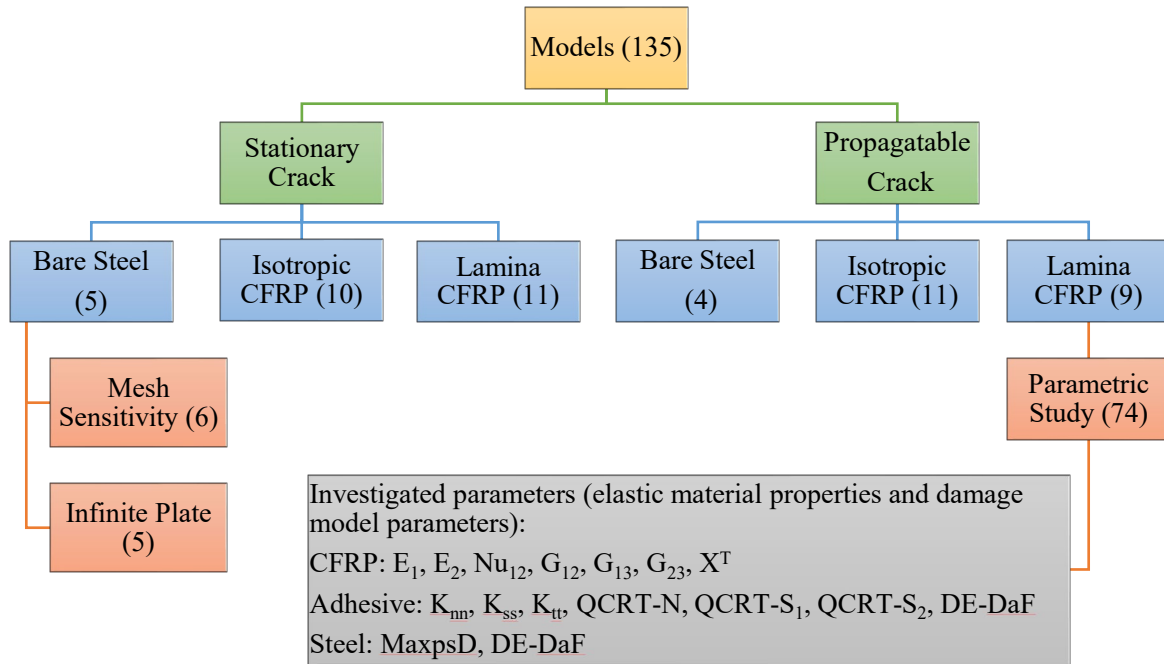 Models (135)
Stationary
Crack
Propagatable
Crack
Bare Steel
(5)
Isotropic
CFRP (10)
Lamina
CFRP (11)
Bare Steel
(4)
Isotropic
CFRP (11)
Lamina
CFRP (9)
Mesh
Sensitivity (6)
Infinite Plate
(5)
Parametric
Study (74)
Investigated parameters (elastic material properties and damage
model parameters):
CFRP: E₁, E₂, Nu₁₂, G₁₂, G₁₃, G₂₃, Xᵀ
Adhesive: Kₙₙ, Kₛₛ, Kₜₜ, QCRT-N, QCRT-S₁, QCRT-S₂, DE-DaF
Steel: MaxpsD, DE-DaF